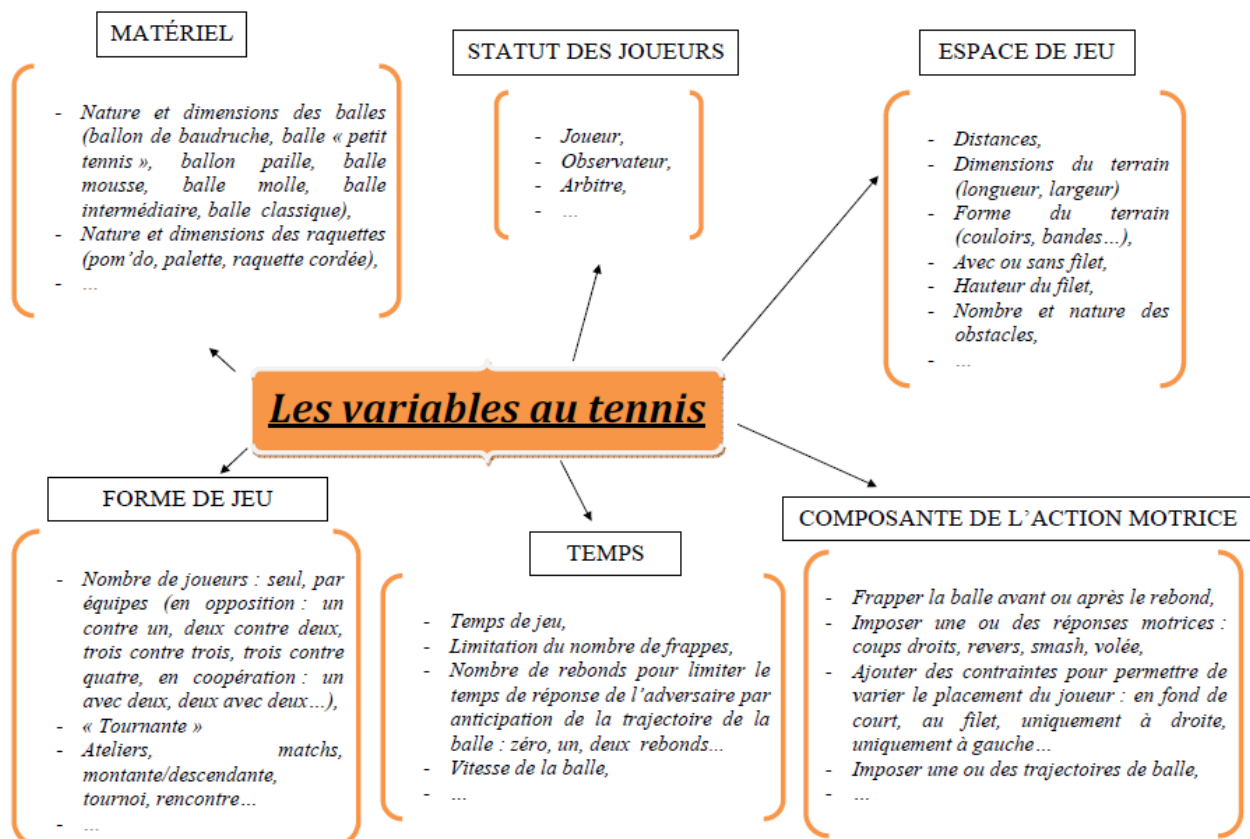 MATÉRIEL
- Nature et dimensions des balles
(ballon de baudruche, balle « petit
tennis », ballon paille, balle
mousse, balle molle, balle
intermédiaire, balle classique),
- Nature et dimensions des raquettes
(pom’do, palette, raquette cordée),
- …
STATUT DES JOUEURS
- Joueur,
- Observateur,
- Arbitre,
- …
ESPACE DE JEU
- Distances,
- Dimensions du terrain
(longueur, largeur)
- Forme du terrain
(couloirs, bandes…),
- Avec ou sans filet,
- Hauteur du filet,
- Nombre et nature des
obstacles,
- …
Les variables au tennis
FORME DE JEU
- Nombre de joueurs : seul, par
équipes (en opposition : un
contre un, deux contre deux,
trois contre trois, trois contre
quatre, en coopération : un
avec deux, deux avec deux…),
- « Tournante »
- Ateliers, matchs,
montante/descendante,
tournoi, rencontre…
- …
TEMPS
- Temps de jeu,
- Limitation du nombre de frappes,
- Nombre de rebonds pour limiter le
temps de réponse de l’adversaire par
anticipation de la trajectoire de la
balle : zéro, un, deux rebonds…
- Vitesse de la balle,
- …
COMPOSANTE DE L’ACTION MOTRICE
- Frapper la balle avant ou après le rebond,
- Imposer une ou des réponses motrices :
coups droits, revers, smash, volée,
- Ajouter des contraintes pour permettre de
varier le placement du joueur : en fond de
court, au filet, uniquement à droite,
uniquement à gauche…
- Imposer une ou des trajectoires de balle,
- …